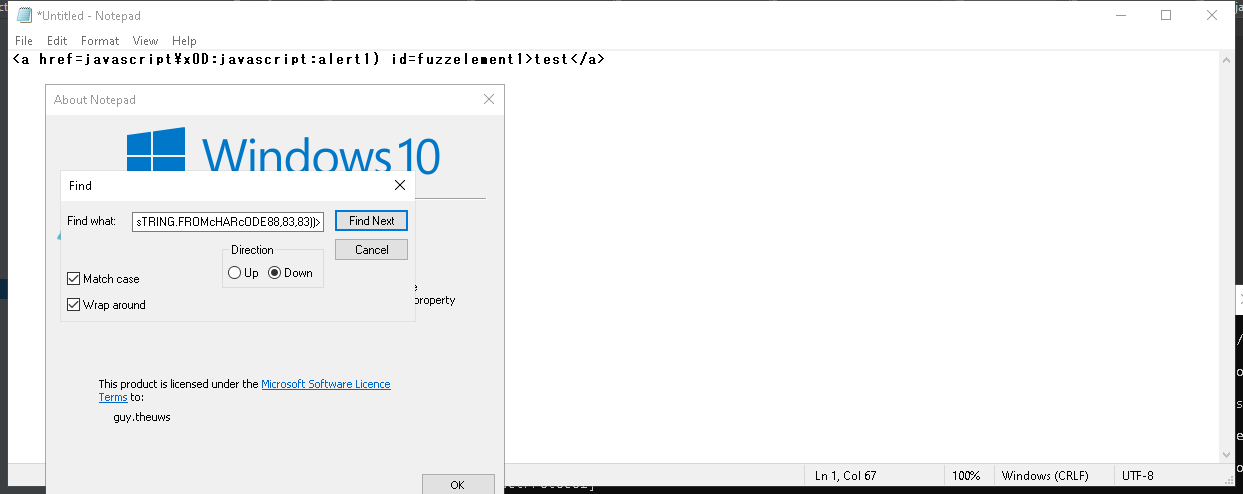 *Untitled - Notepad
File Edit Format View Help
<a href=javascript¥x0D:javascript:alert1) id=fuzzelement1>test</a>
About Notepad
Windows 10
Find
Find what: sTRING.FROMcHARcODE88,83,83))> Find Next
Cancel
Direction
Up Down
Match case
Wrap around
property
This product is licensed under the Microsoft Software Licence
Terms to:
guy.theuws
OK
Ln 1, Col 67 100% Windows (CRLF) UTF-8